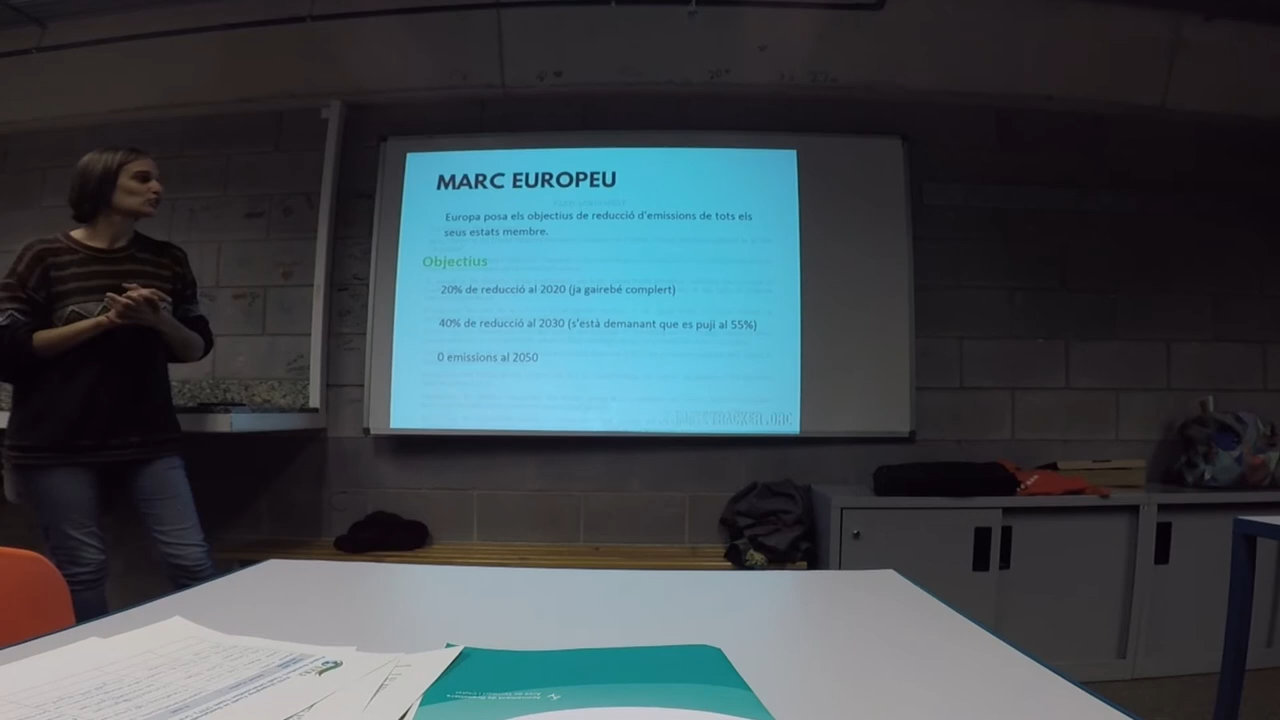 MARC EUROPEU
Europa posa els objectius de reducció d'emissions de tots els
seus estats membre.
Objectius
20% de reducció al 2020 (ja gairebé complert)
40% de reducció al 2030 (s'està demanant que es puji al 55%)
0 emissions al 2050